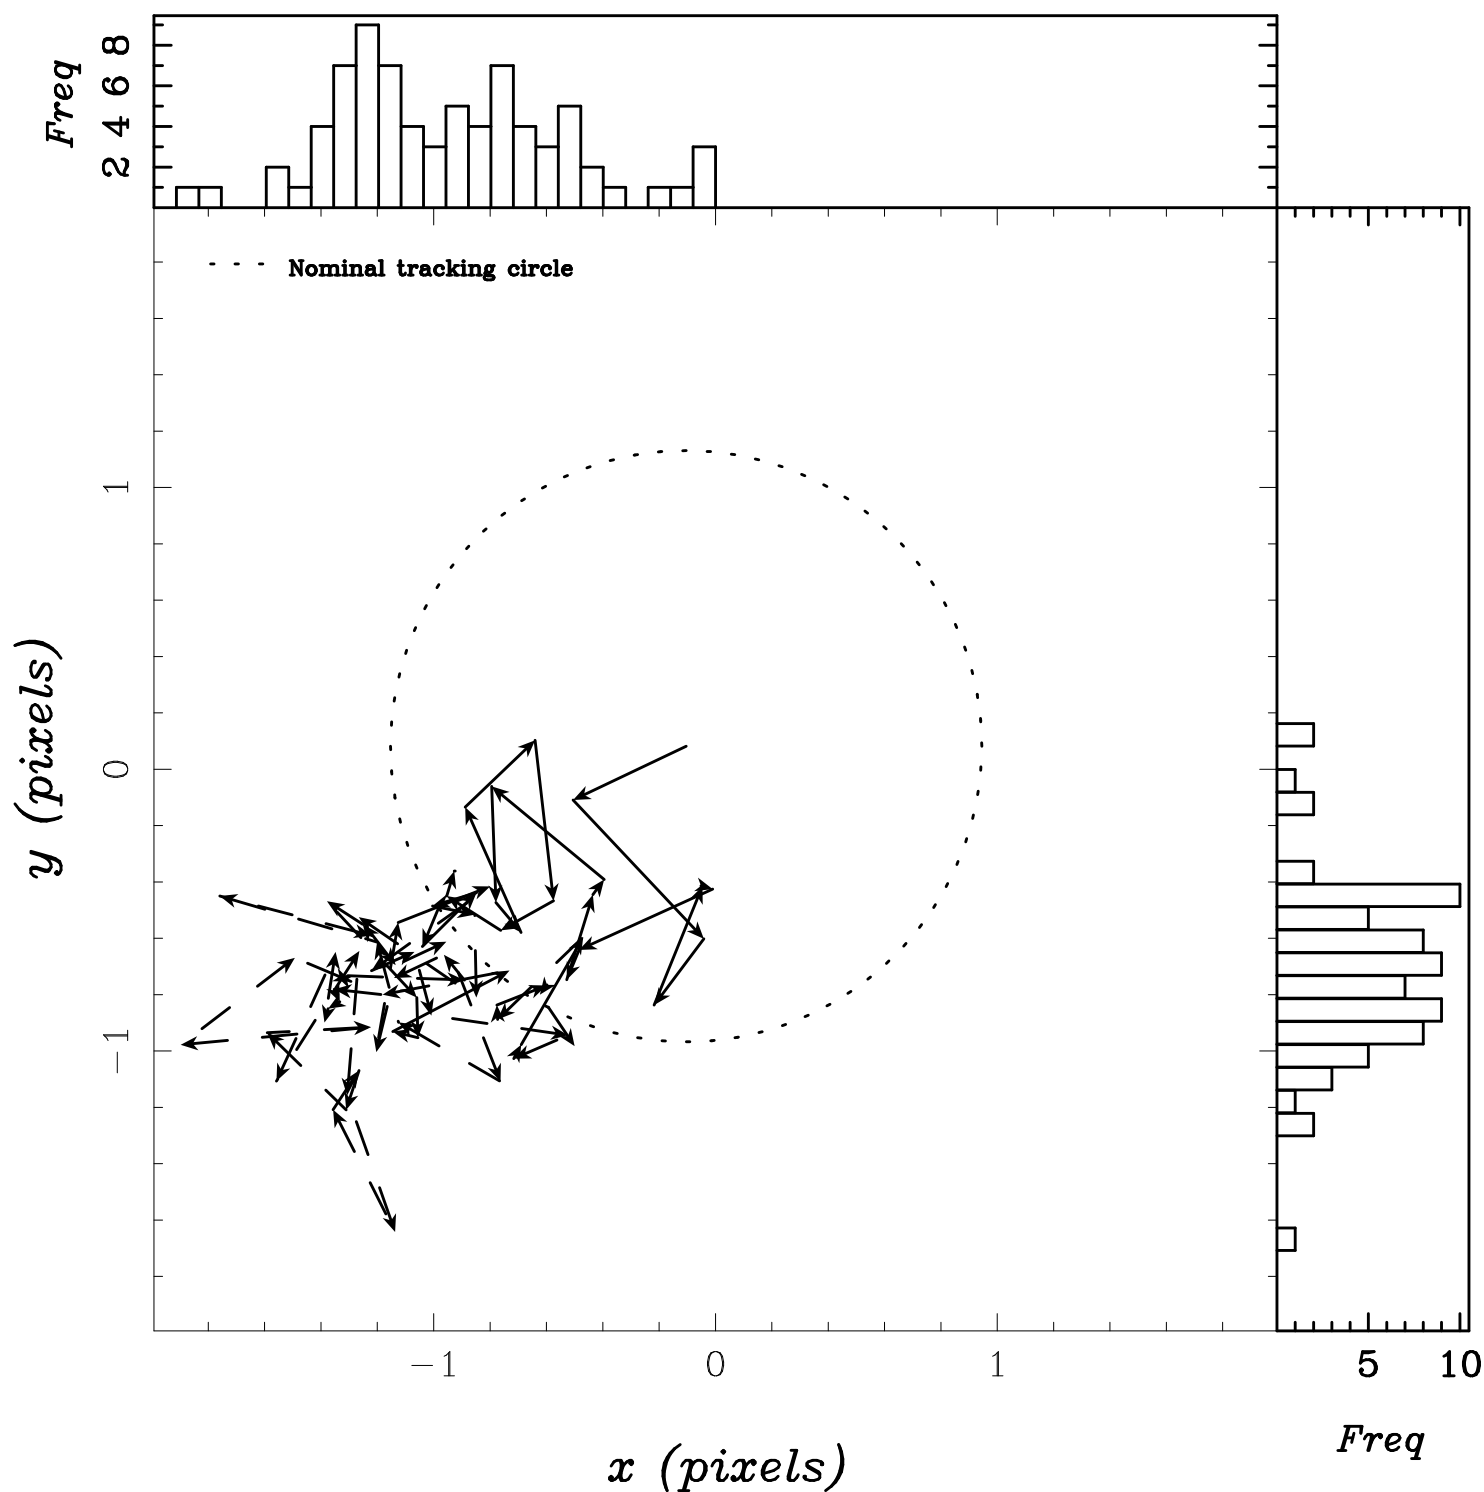 Freq
8
6
4
2
Nominal tracking circle
y (pixels)
1
0
−1
−1 0 1
5 10
x (pixels)
Freq